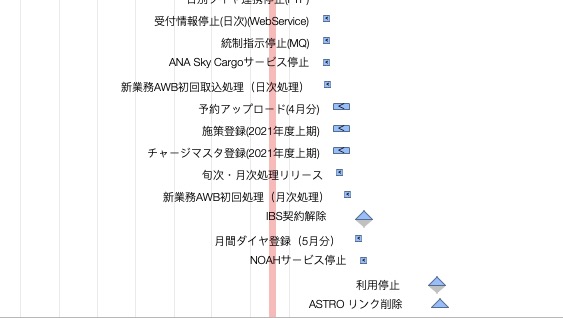 受付情報停止(日次)(WebService)
統制指示停止(MQ)
ANA Sky Cargoサービス停止
新業務AWB初回取込処理（日次処理）
予約アップロード(4月分)
施策登録(2021年度上期)
チャージマスタ登録(2021年度上期)
旬次・月次処理リリース
新業務AWB初回処理（月次処理）
IBS契約解除
月間ダイヤ登録（5月分）
NOAHサービス停止
利用停止
ASTRO リンク削除